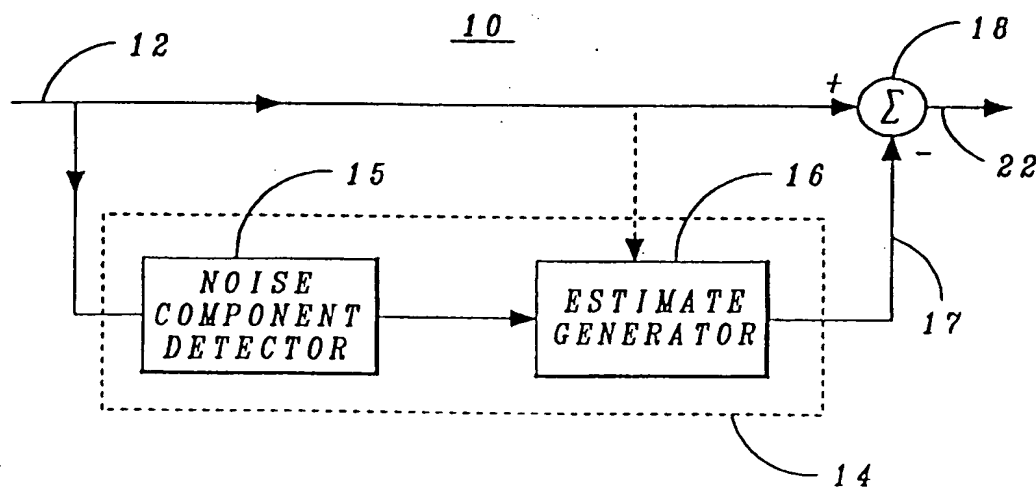 10
12
18
+
Σ
-
22
15
16
NOISE
COMPONENT
DETECTOR
ESTIMATE
GENERATOR
17
14